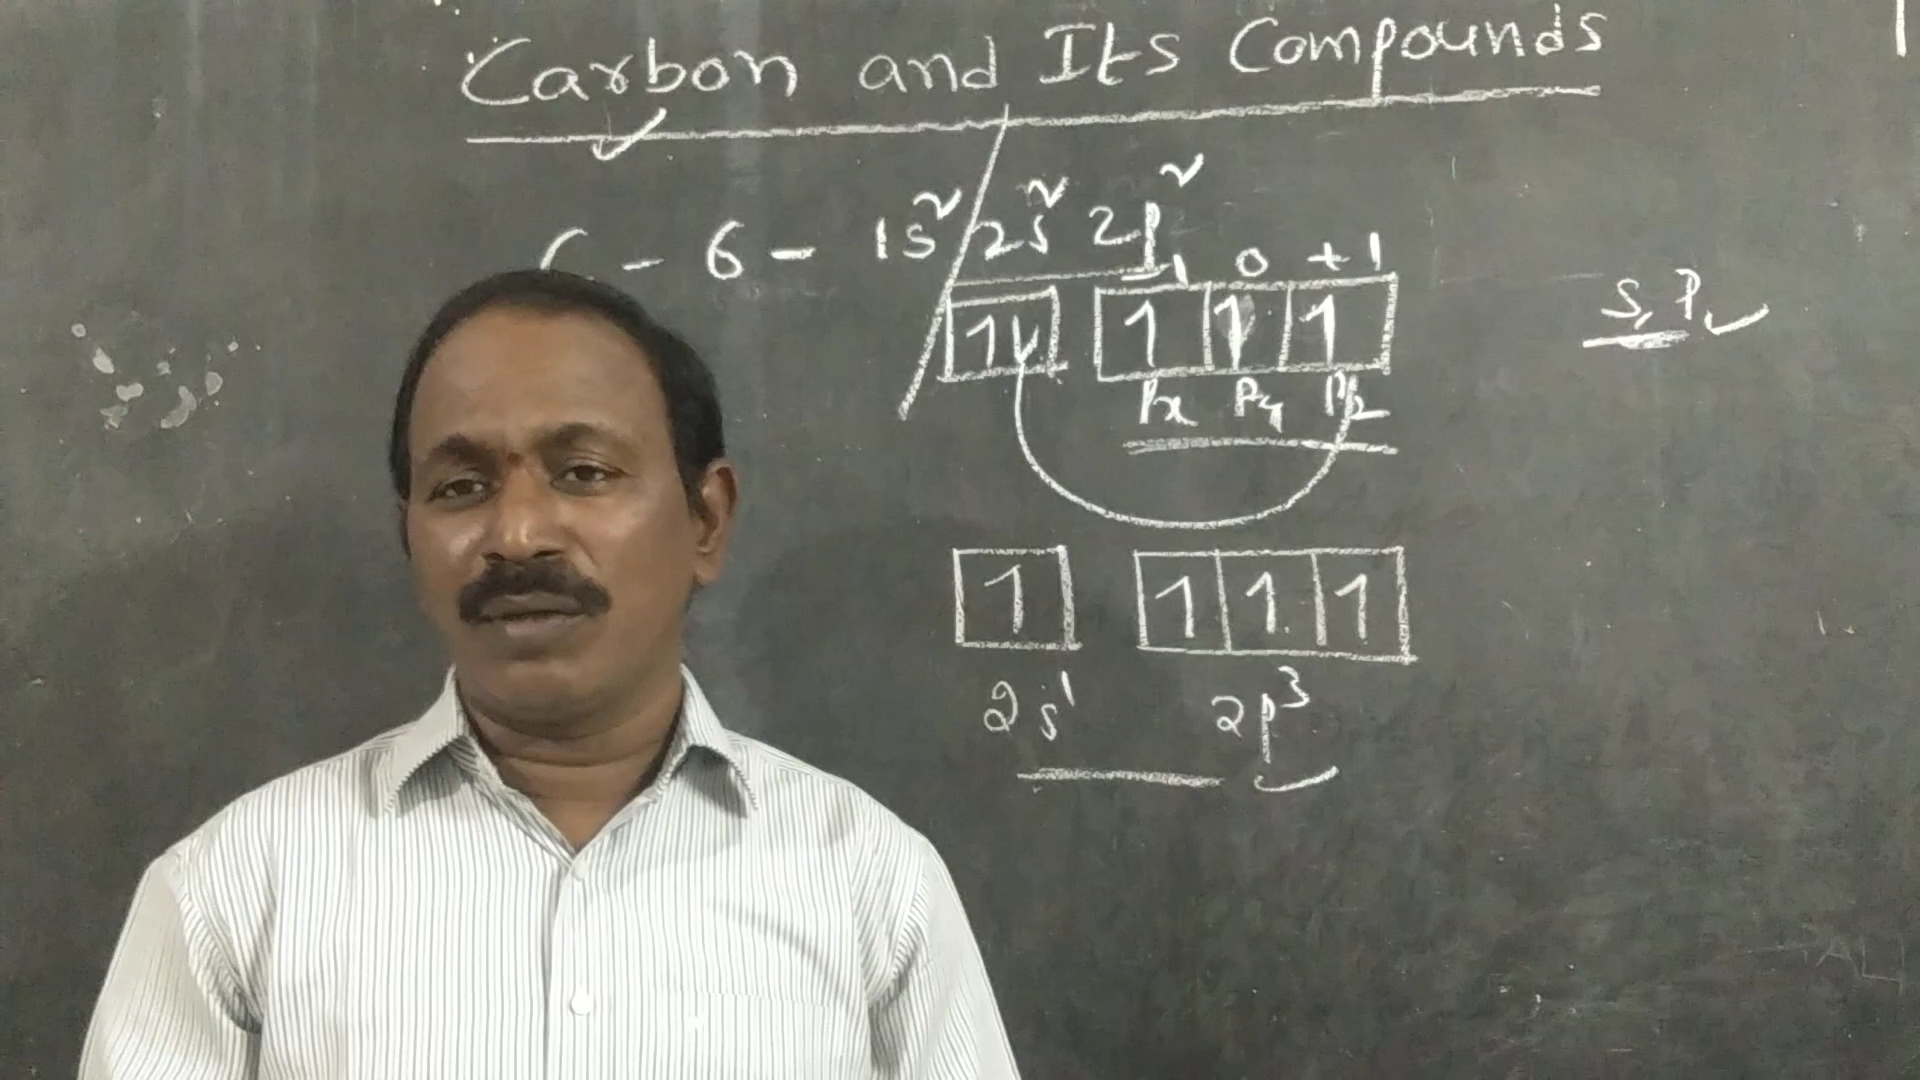 Carbon and Its Compounds
C - 6 - 1s² 2s² 2p²
-1 0 +1
1 1 1 1
Px Py Pz
S, P
1 1 1 1
2s¹ 2p³